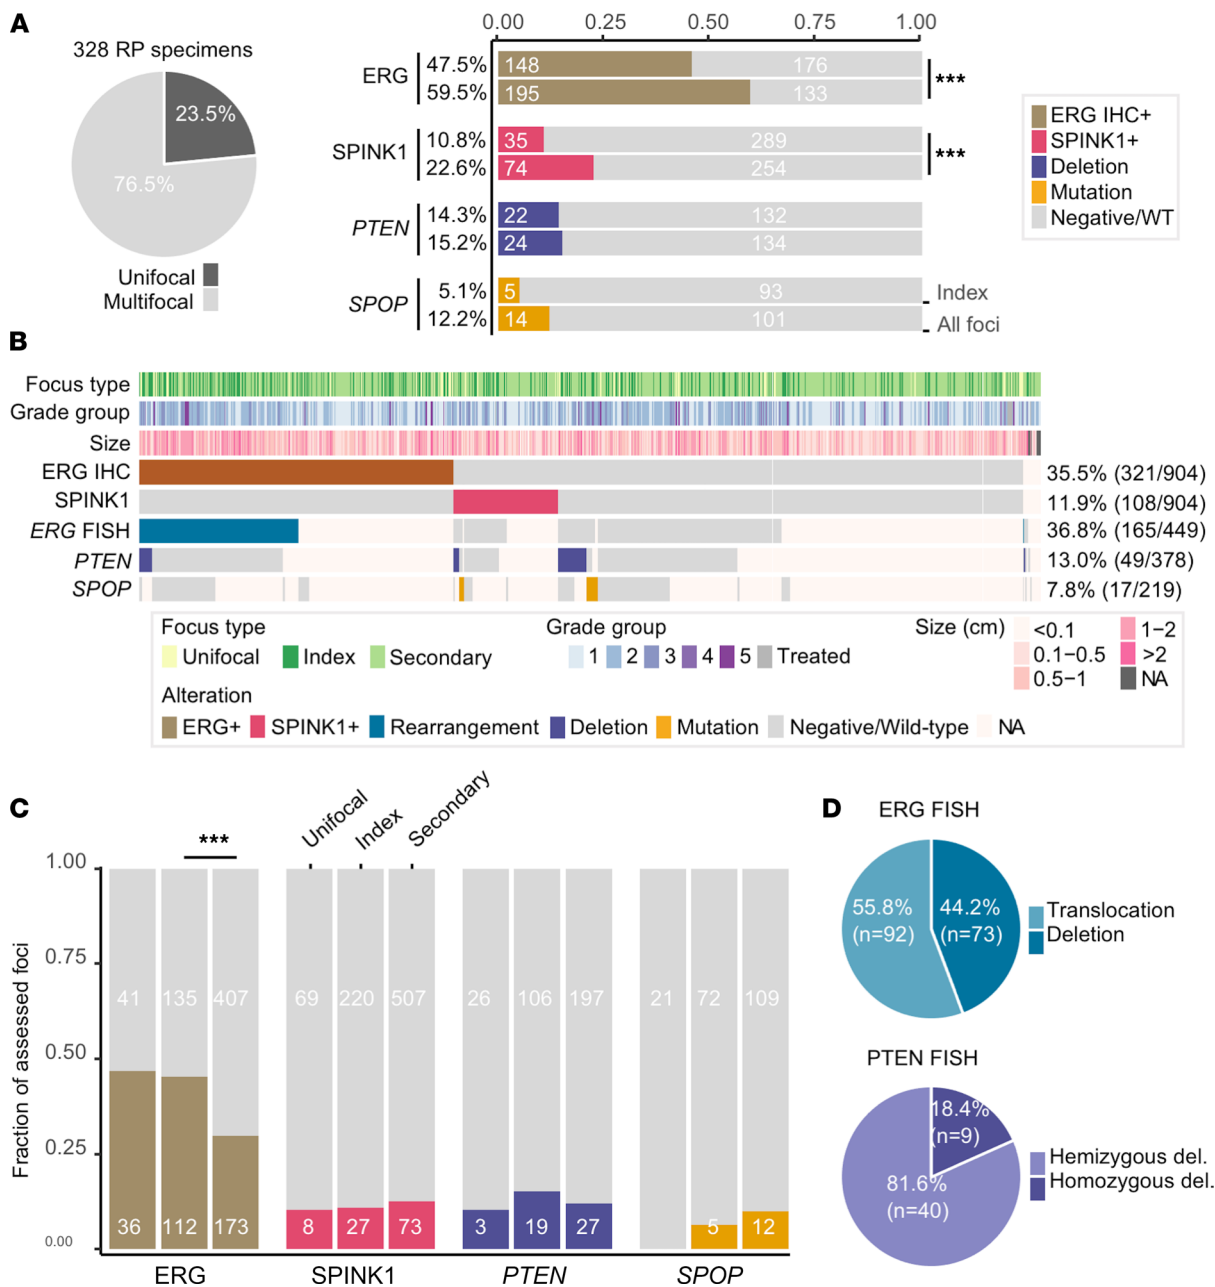 A
328 RP specimens
23.5%
76.5%
Unifocal
Multifocal
0.00 0.25 0.50 0.75 1.00
ERG
47.5% 148 176
59.5% 195 133
***
SPINK1
10.8% 35 289
22.6% 74 254
***
PTEN
14.3% 22 132
15.2% 24 134
SPOP
5.1% 5 93 Index
12.2% 14 101 All foci
ERG IHC+
SPINK1+
Deletion
Mutation
Negative/WT
B
Focus type
Grade group
Size
ERG IHC 35.5% (321/904)
SPINK1 11.9% (108/904)
ERG FISH 36.8% (165/449)
PTEN 13.0% (49/378)
SPOP 7.8% (17/219)
Focus type
Unifocal Index Secondary
Grade group
1 2 3 4 5 Treated
Size (cm)
<0.1
0.1–0.5
0.5–1
1–2
>2
NA
Alteration
ERG+ SPINK1+ Rearrangement Deletion Mutation Negative/Wild-type NA
C
*** Unifocal Index Secondary
Fraction of assessed foci
1.00
0.75
0.50
0.25
0.00
41 135 407 69 220 507 26 106 197 21 72 109
36 112 173 8 27 73 3 19 27 5 12
ERG SPINK1 PTEN SPOP
D
ERG FISH
55.8%
(n=92)
44.2%
(n=73)
Translocation
Deletion
PTEN FISH
18.4%
(n=9)
81.6%
(n=40)
Hemizygous del.
Homozygous del.